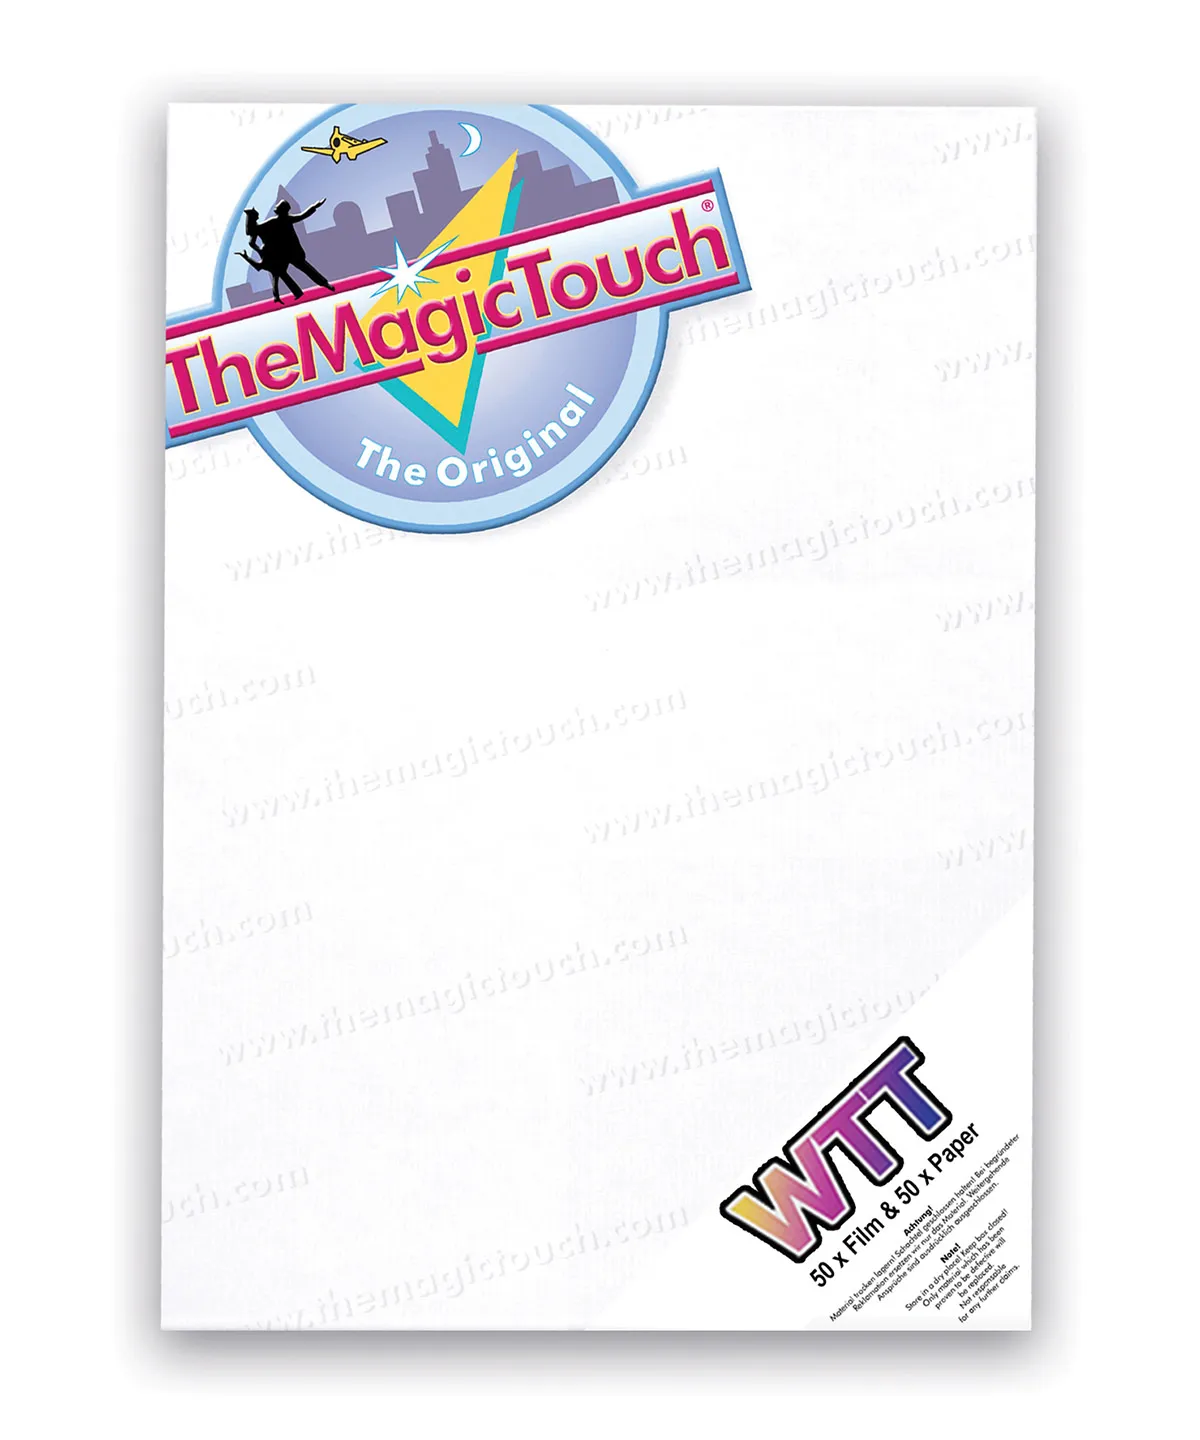 TheMagicTouch®
The Original
www.themagictouch.com
WTT
50 x Film & 50 x Paper
Achtung!
Material trocken lagern! Schachtel geschlossen halten! Bei begründeter
Reklamation ersetzen wir nur das Material. Weitergehende
Ansprüche sind ausdrücklich ausgeschlossen.
Note!
Store in a dry place! Keep box closed!
Only material which has been
proven to be defective will
be replaced.
Not responsable
for any further claims.